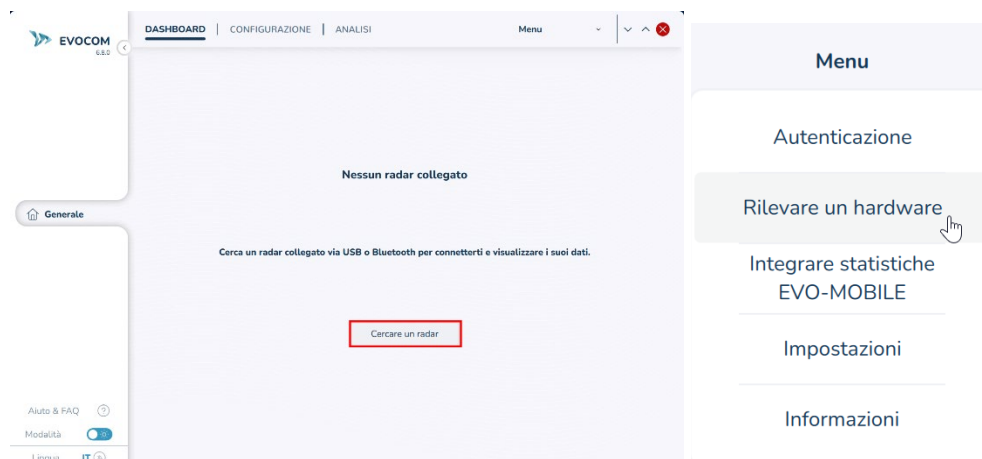 EVOCOM
6.8.0
DASHBOARD | CONFIGURAZIONE | ANALISI
Menu
Nessun radar collegato
Generale
Cerca un radar collegato via USB o Bluetooth per connetterti e visualizzare i suoi dati.
Cercare un radar
Aiuto & FAQ ?
Modalità
Lingua IT
Menu
Autenticazione
Rilevare un hardware
Integrare statistiche
EVO-MOBILE
Impostazioni
Informazioni